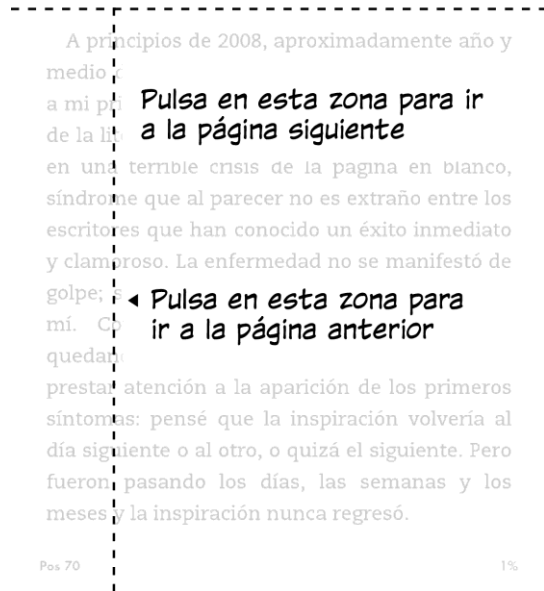 A principios de 2008, aproximadamente año y
medio
a mi
Pulsa en esta zona para ir
a la página siguiente
de la
en una terrible crisis de la página en blanco,
síndrome que al parecer no es extraño entre los
escritores que han conocido un éxito inmediato
y clamoroso. La enfermedad no se manifestó de
golpe;
◂ Pulsa en esta zona para
ir a la página anterior
mí.
prestar atención a la aparición de los primeros
síntomas: pensé que la inspiración volvería al
día siguiente o al otro, o quizá el siguiente. Pero
fueron pasando los días, las semanas y los
meses y la inspiración nunca regresó.
Pos 70
1%